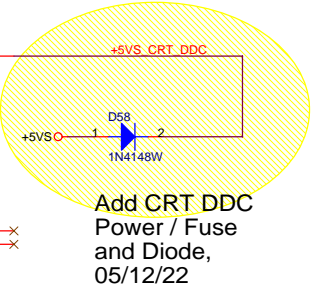 +5VS_CRT_DDC
D58
+5VS
1
2
1N4148W
Add CRT DDC
Power / Fuse
and Diode,
05/12/22